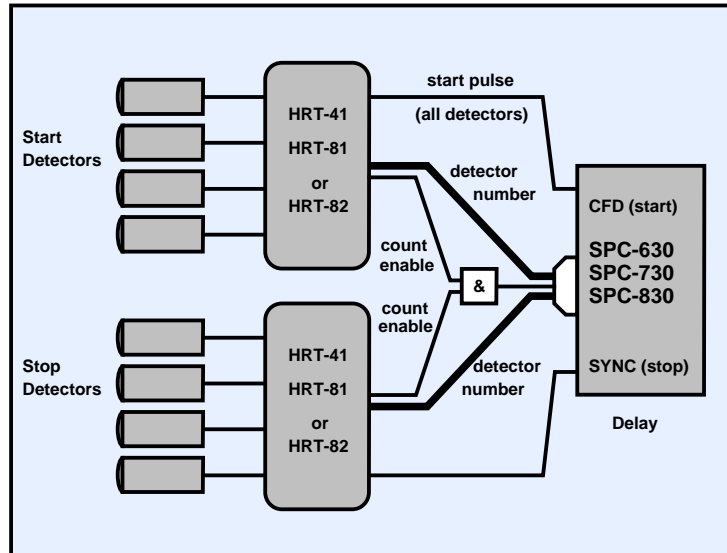 start pulse
(all detectors)
HRT-41
HRT-81
or
HRT-82
Start
Detectors
detector
number
CFD (start)
SPC-630
SPC-730
SPC-830
SYNC (stop)
count
enable
&
count
enable
HRT-41
HRT-81
or
HRT-82
Stop
Detectors
detector
number
Delay